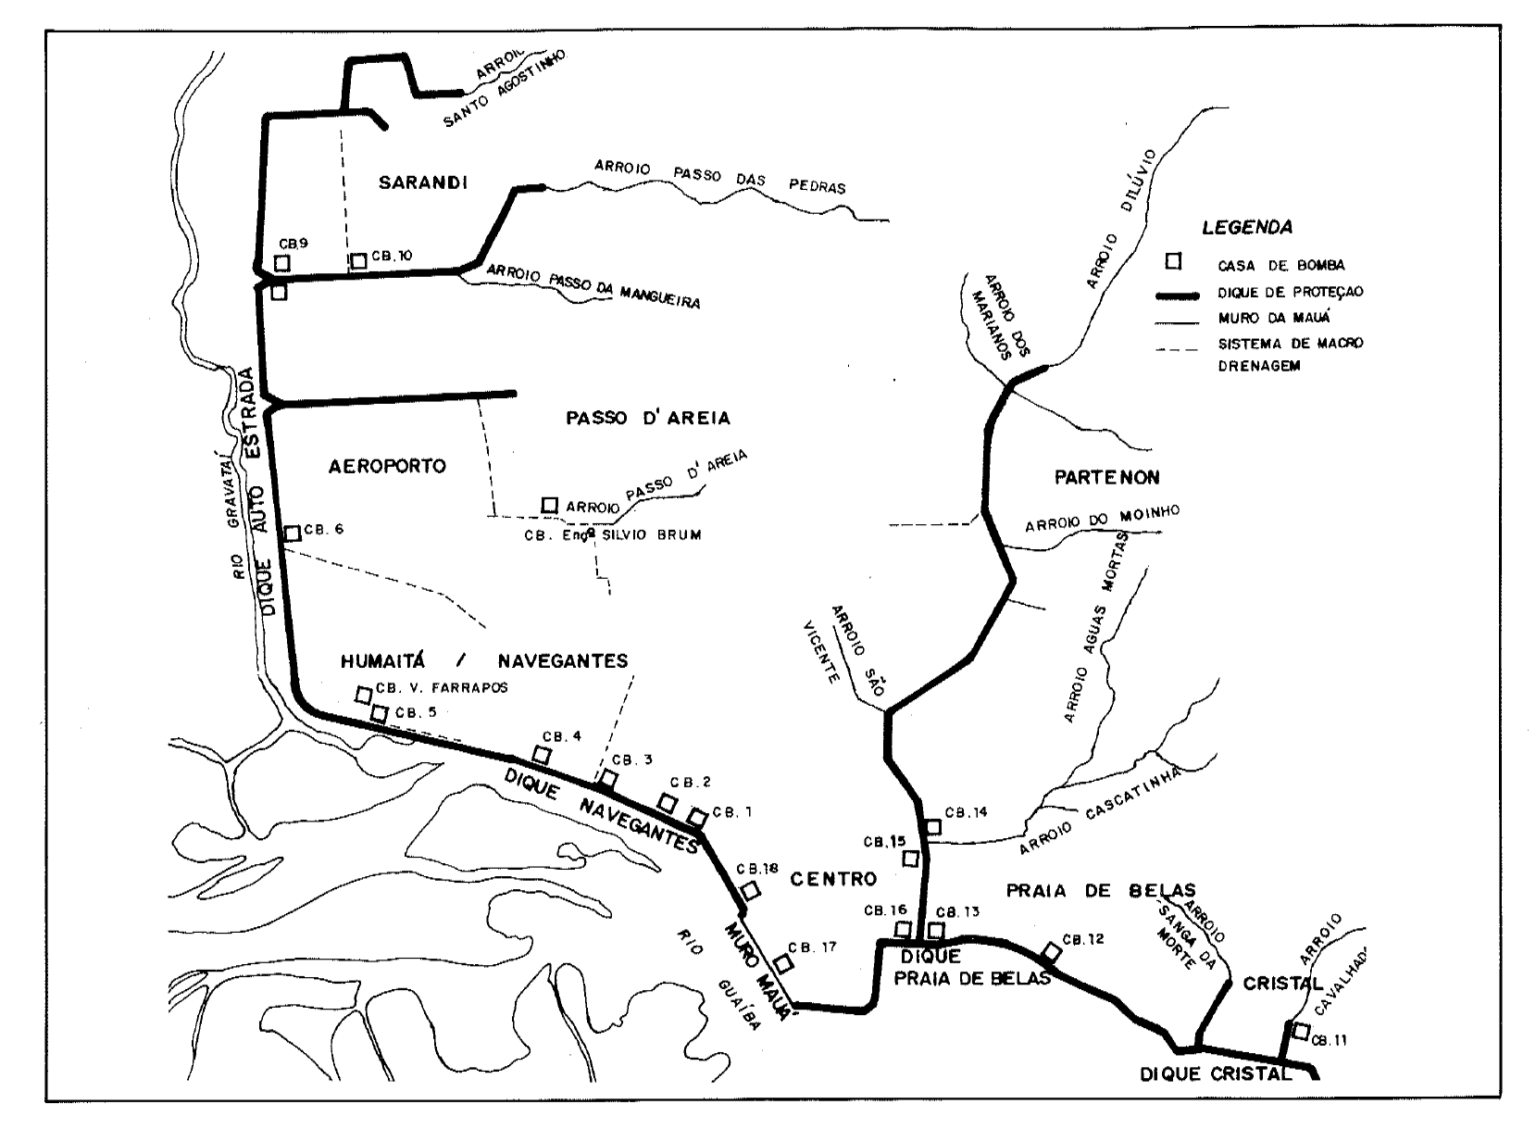 ARROIO
SANTO AGOSTINHO
SARANDI
ARROIO PASSO DAS PEDRAS
ARROIO DILÚVIO
LEGENDA
CASA DE BOMBA
DIQUE DE PROTEÇAO
MURO DA MAUÁ
SISTEMA DE MACRO
DRENAGEM
CB.9
CB.10
ARROIO PASSO DA MANGUEIRA
ARROIO DOS
MARIANOS
DIQUE AUTO ESTRADA
RIO GRAVATAÍ
PASSO D'AREIA
AEROPORTO
PARTENON
ARROIO PASSO D'AREIA
CB. Engº SILVIO BRUM
CB. 6
ARROIO DO MOINHO
ARROIO AGUAS MORTAS
ARROIO SÃO
VICENTE
HUMAITÁ / NAVEGANTES
CB. V. FARRAPOS
CB. 5
CB. 4
CB. 3
CB. 2
CB. 1
DIQUE NAVEGANTES
CB.14
CB.15
ARROIO CASCATINHA
CB.18
CENTRO
PRAIA DE BELAS
CB.16
CB.13
CB.12
ARROIO
SANGA DA
MORTE
RIO GUAÍBA
MURO MAUÁ
CB. 17
DIQUE
PRAIA DE BELAS
CRISTAL
ARROIO
CAVALHADA
CB.11
DIQUE CRISTAL